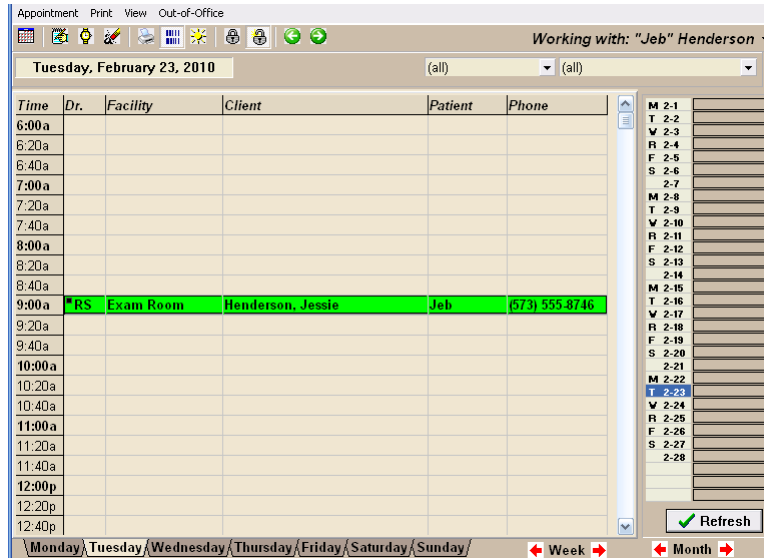 Appointment Print View Out-of-Office
Working with: "Jeb" Henderson
Tuesday, February 23, 2010 (all) (all)
Time Dr. Facility Client Patient Phone
6:00a
6:20a
6:40a
7:00a
7:20a
7:40a
8:00a
8:20a
8:40a
9:00a RS Exam Room Henderson, Jessie Jeb (573) 555-8746
9:20a
9:40a
10:00a
10:20a
10:40a
11:00a
11:20a
11:40a
12:00p
12:20p
12:40p
M 2-1
T 2-2
W 2-3
R 2-4
F 2-5
S 2-6
2-7
M 2-8
T 2-9
W 2-10
R 2-11
F 2-12
S 2-13
2-14
M 2-15
T 2-16
W 2-17
R 2-18
F 2-19
S 2-20
2-21
M 2-22
T 2-23
W 2-24
R 2-25
F 2-26
S 2-27
2-28
Refresh
Monday Tuesday Wednesday Thursday Friday Saturday Sunday Week Month